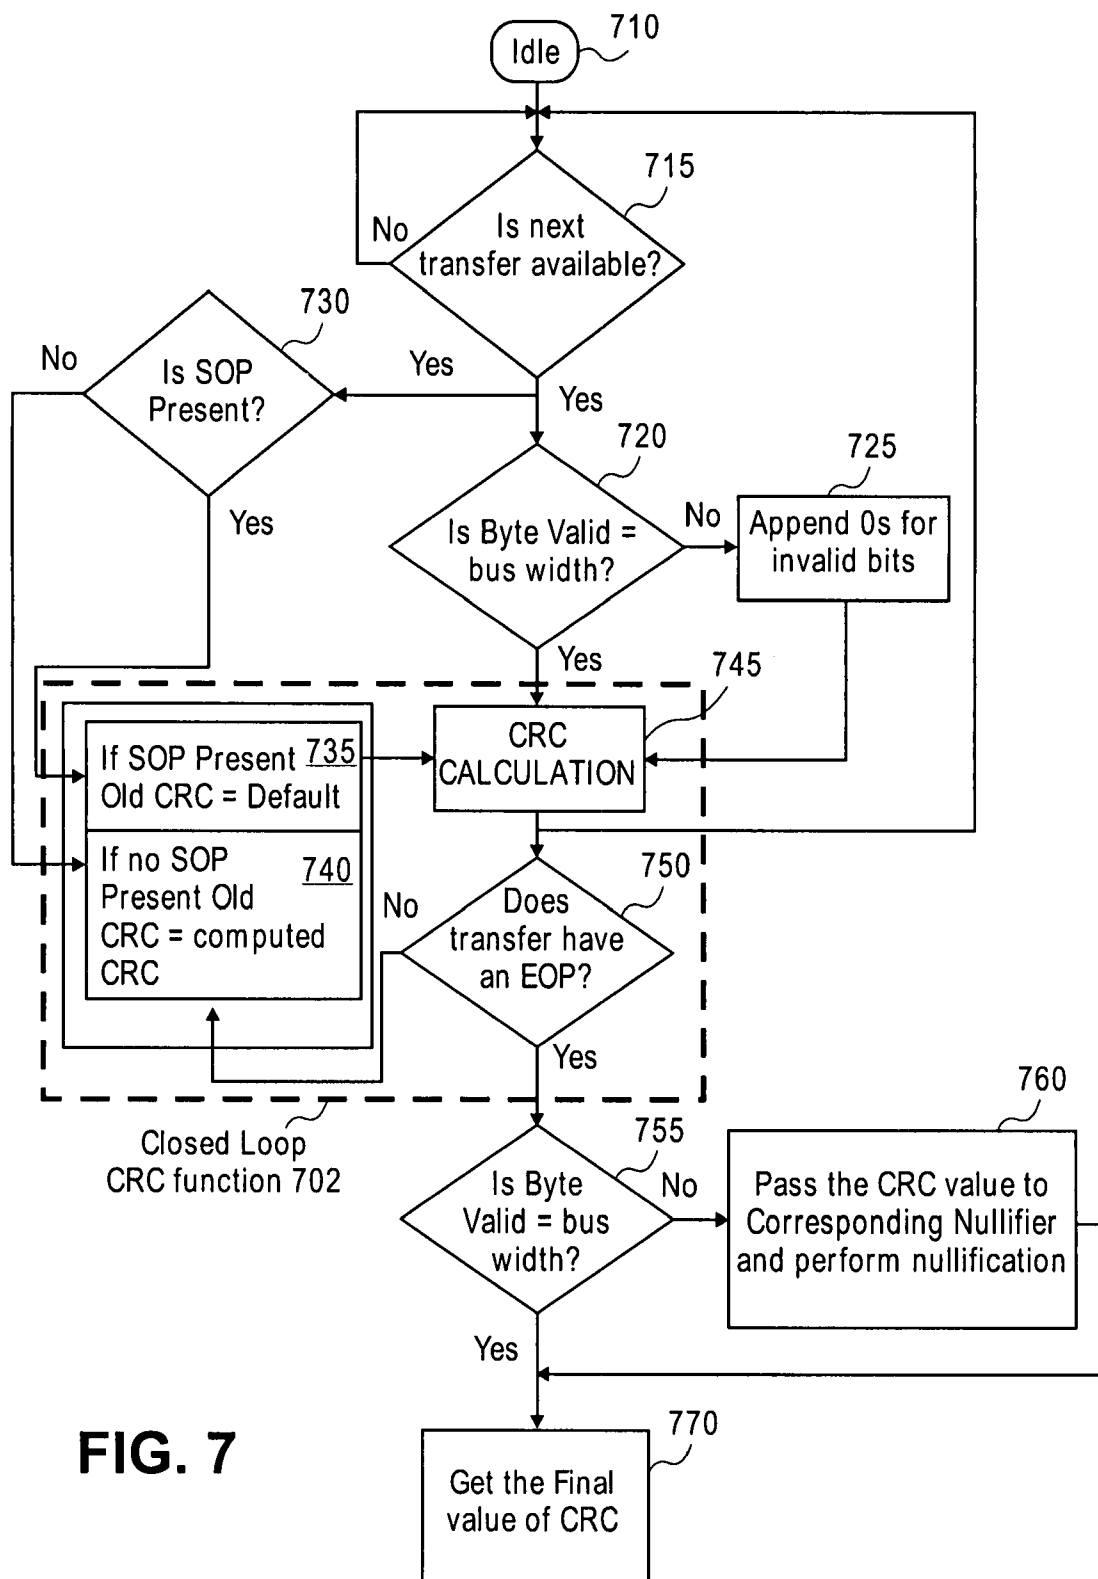 710
Idle
715
Is next
transfer available?
No
730
No
Is SOP
Present?
Yes
Yes
Yes
720
725
Is Byte Valid =
bus width?
No
Append 0s for
invalid bits
Yes
745
CRC
CALCULATION
If SOP Present 735
Old CRC = Default
If no SOP 740
Present Old
CRC = computed
CRC
No
750
Does
transfer have
an EOP?
Yes
Closed Loop
CRC function 702
755
760
Is Byte
Valid = bus
width?
No
Pass the CRC value to
Corresponding Nullifier
and perform nullification
Yes
770
Get the Final
value of CRC
FIG. 7